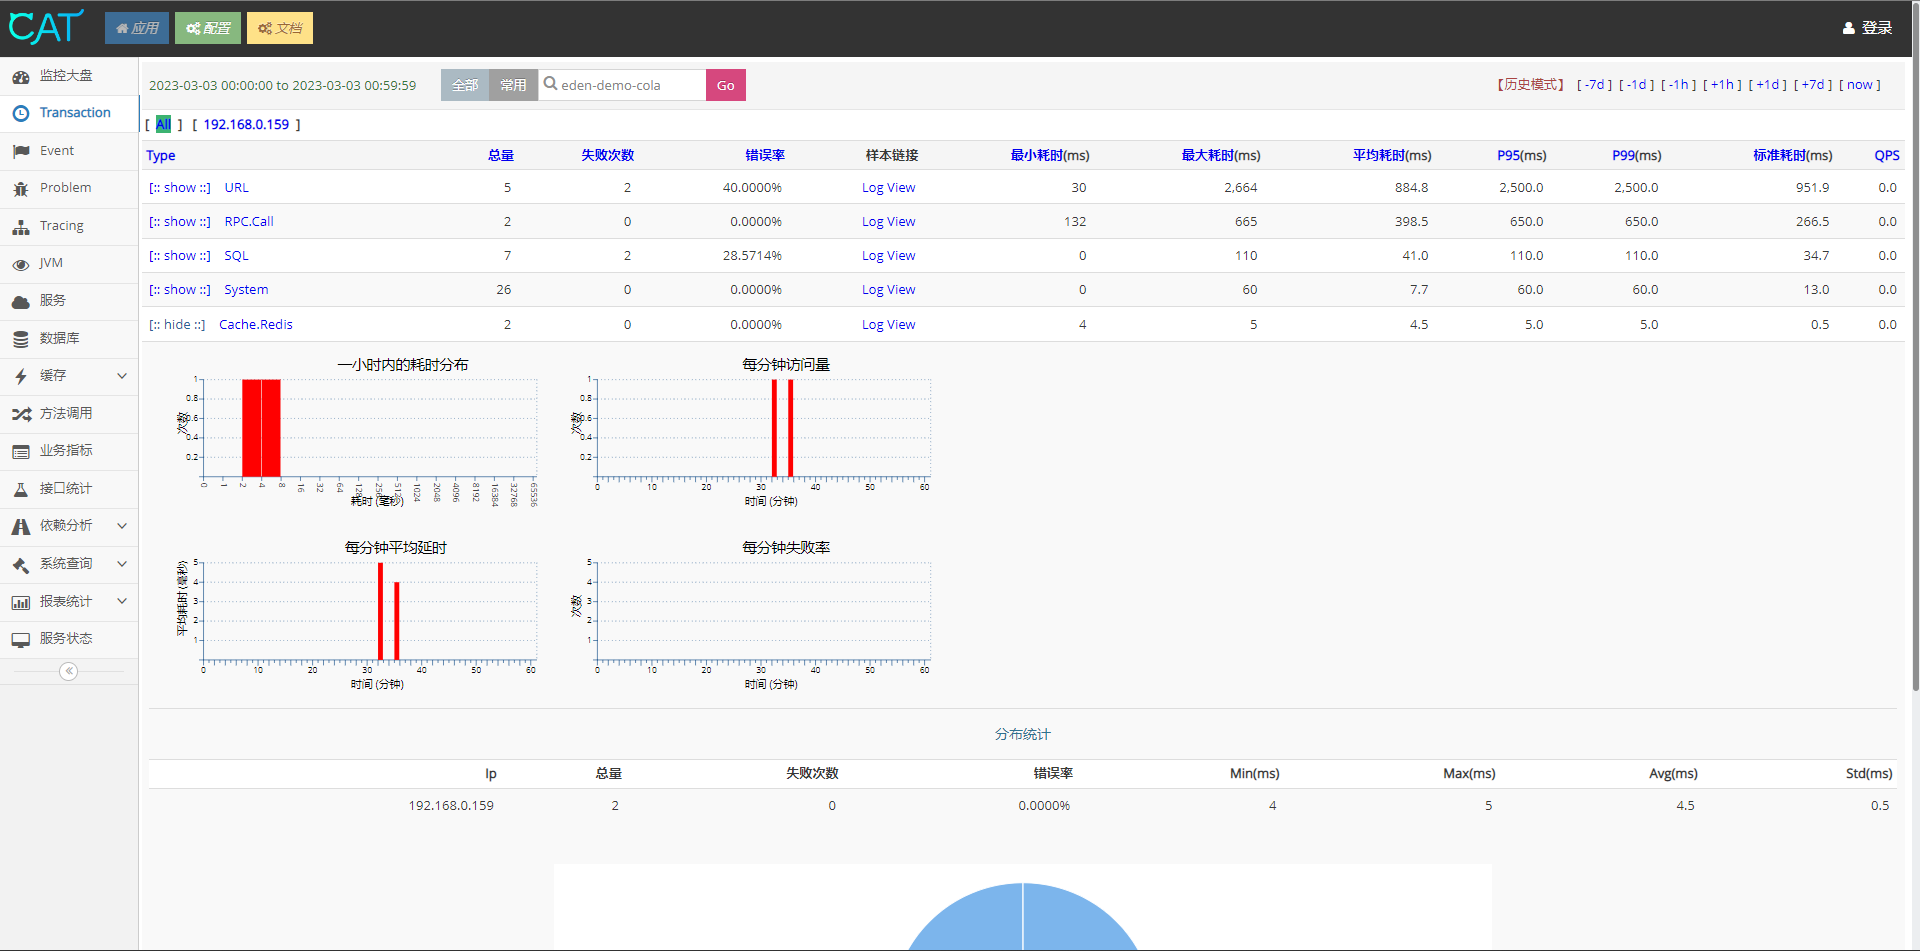 CAT 应用 配置 文档 登录
监控大盘
Transaction
Event
Problem
Tracing
JVM
服务
数据库
缓存
方法调用
业务指标
接口统计
依赖分析
系统查询
报表统计
服务状态
2023-03-03 00:00:00 to 2023-03-03 00:59:59 全部 常用 eden-demo-cola Go 【历史模式】 [ -7d ] [ -1d ] [ -1h ] [ +1h ] [ +1d ] [ +7d ] [ now ]
[ All ] [ 192.168.0.159 ]
Type 总量 失败次数 错误率 样本链接 最小耗时(ms) 最大耗时(ms) 平均耗时(ms) P95(ms) P99(ms) 标准耗时(ms) QPS
[:: show ::] URL 5 2 40.0000% Log View 30 2,664 884.8 2,500.0 2,500.0 951.9 0.0
[:: show ::] RPC.Call 2 0 0.0000% Log View 132 665 398.5 650.0 650.0 266.5 0.0
[:: show ::] SQL 7 2 28.5714% Log View 0 110 41.0 110.0 110.0 34.7 0.0
[:: show ::] System 26 0 0.0000% Log View 0 60 7.7 60.0 60.0 13.0 0.0
[:: hide ::] Cache.Redis 2 0 0.0000% Log View 4 5 4.5 5.0 5.0 0.5 0.0
一小时内的耗时分布
次数
1
0.8
0.6
0.4
0.2
0 1 2 4 8 16 32 64 128 256 512 1024 2048 4096 8192 16384 32768 65536
耗时 (毫秒)
每分钟访问量
次数
1
0.8
0.6
0.4
0.2
0 10 20 30 40 50 60
时间 (分钟)
每分钟平均延时
平均耗时 (毫秒)
5
4
3
2
1
0 10 20 30 40 50 60
时间 (分钟)
每分钟失败率
次数
5
4
3
2
1
0 10 20 30 40 50 60
时间 (分钟)
分布统计
Ip 总量 失败次数 错误率 Min(ms) Max(ms) Avg(ms) Std(ms)
192.168.0.159 2 0 0.0000% 4 5 4.5 0.5